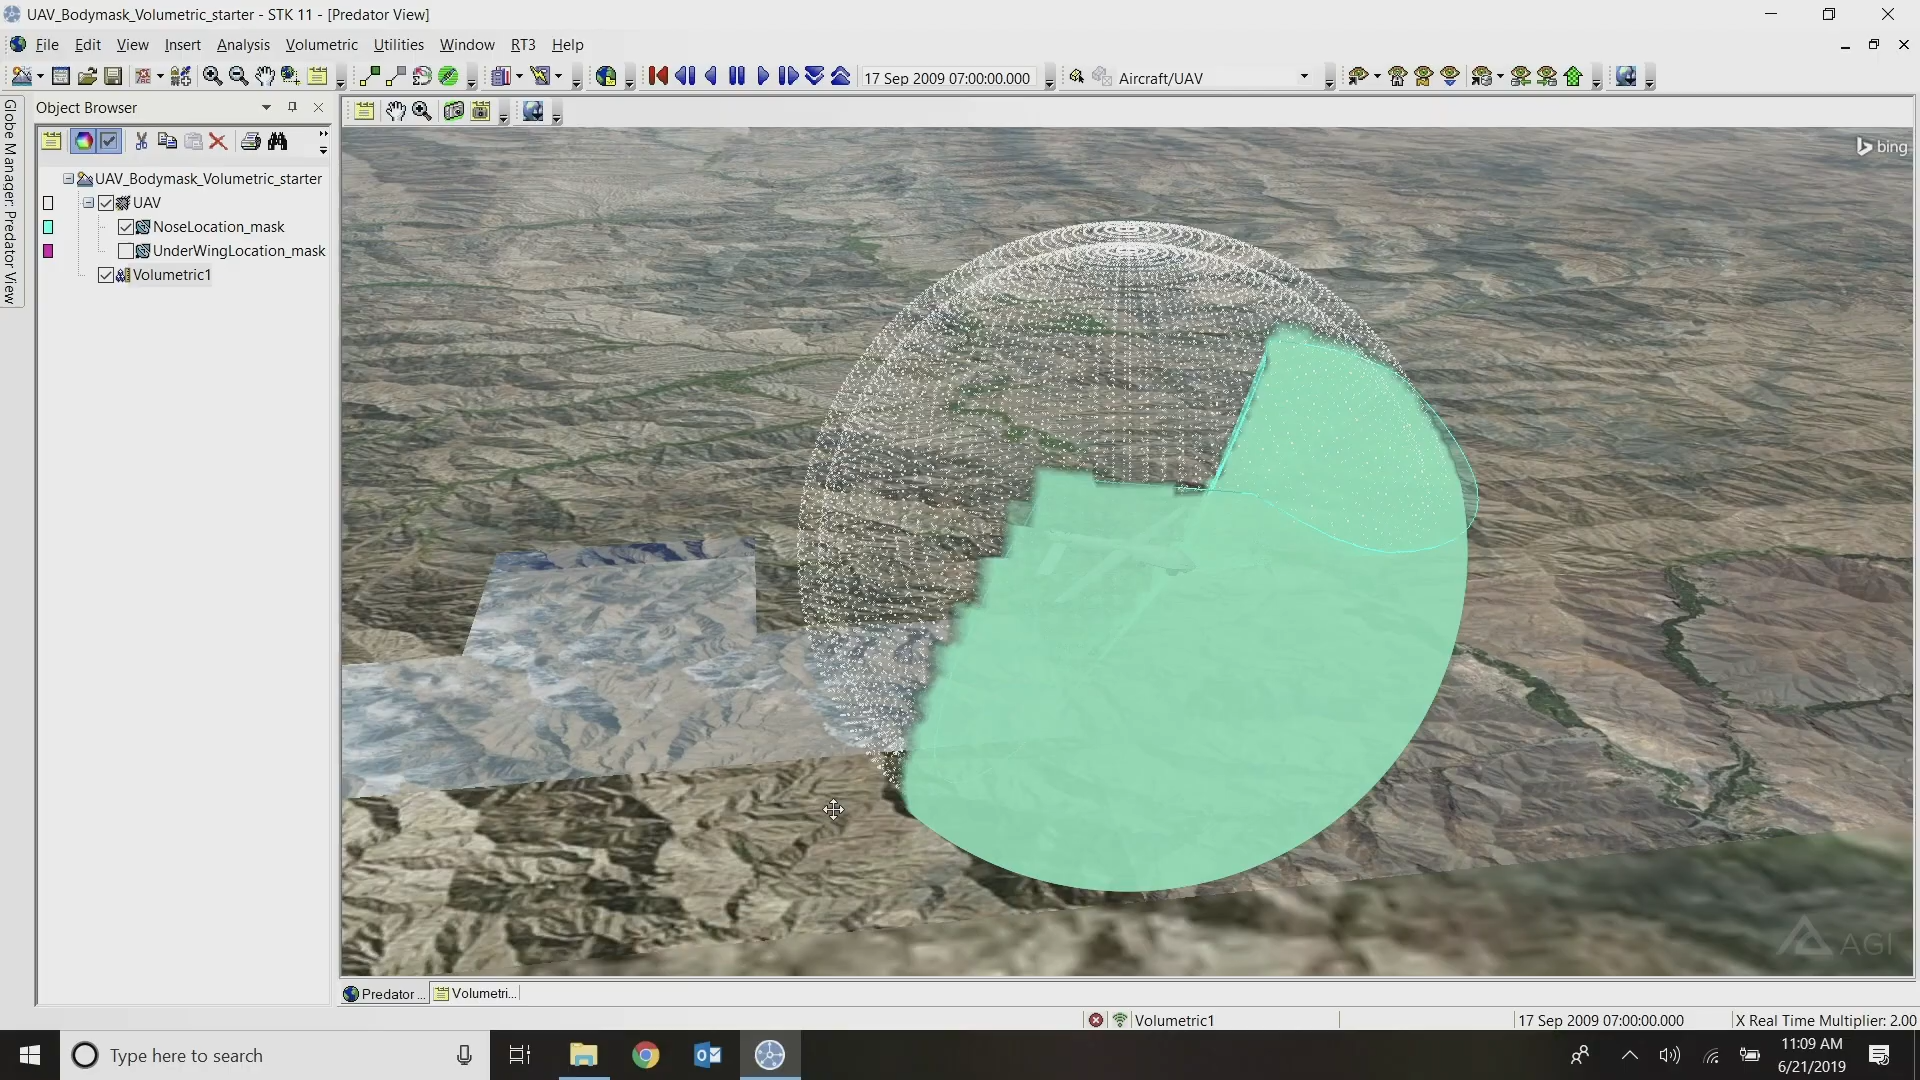 UAV_Bodymask_Volumetric_starter - STK 11 - [Predator View]
File Edit View Insert Analysis Volumetric Utilities Window RT3 Help
17 Sep 2009 07:00:00.000
Aircraft/UAV
Globe Manager: Predator View
Object Browser
UAV_Bodymask_Volumetric_starter
UAV
NoseLocation_mask
UnderWingLocation_mask
Volumetric1
bing
AGI
Predator ...
Volumetri...
Volumetric1
17 Sep 2009 07:00:00.000
X Real Time Multiplier: 2.00
Type here to search
11:09 AM
6/21/2019